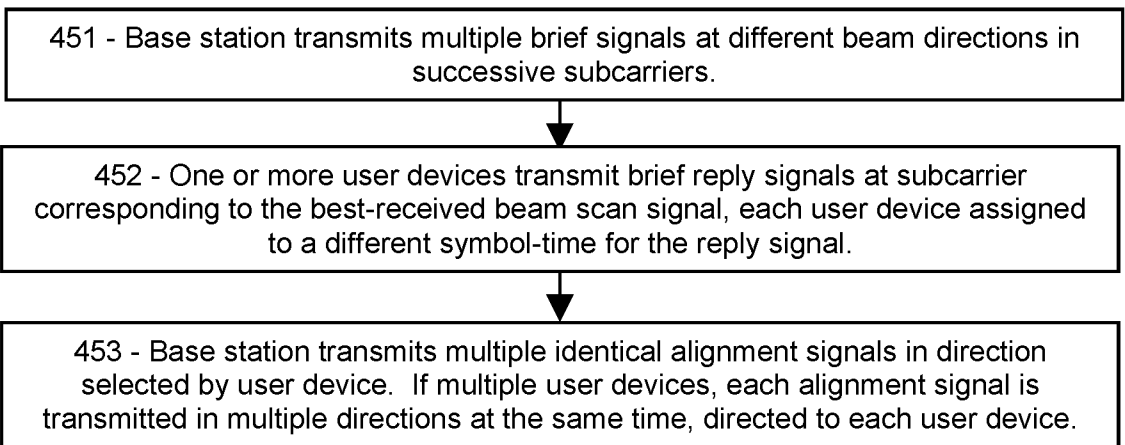 451 - Base station transmits multiple brief signals at different beam directions in
successive subcarriers.
452 - One or more user devices transmit brief reply signals at subcarrier
corresponding to the best-received beam scan signal, each user device assigned
to a different symbol-time for the reply signal.
453 - Base station transmits multiple identical alignment signals in direction
selected by user device.  If multiple user devices, each alignment signal is
transmitted in multiple directions at the same time, directed to each user device.